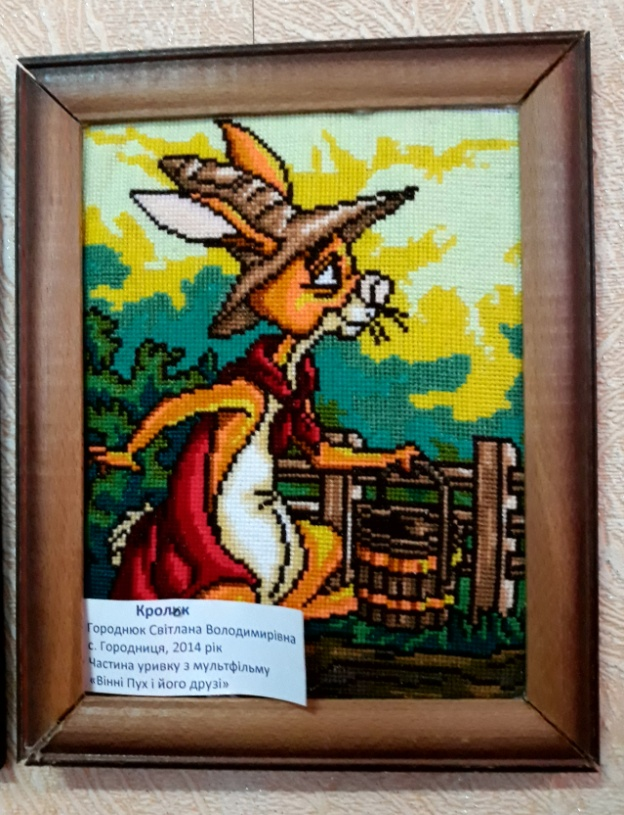 Кролик
Городнюк Світлана Володимирівна
с. Городниця, 2014 рік
Частина уривку з мультфільму
«Вінні Пух і його друзі»